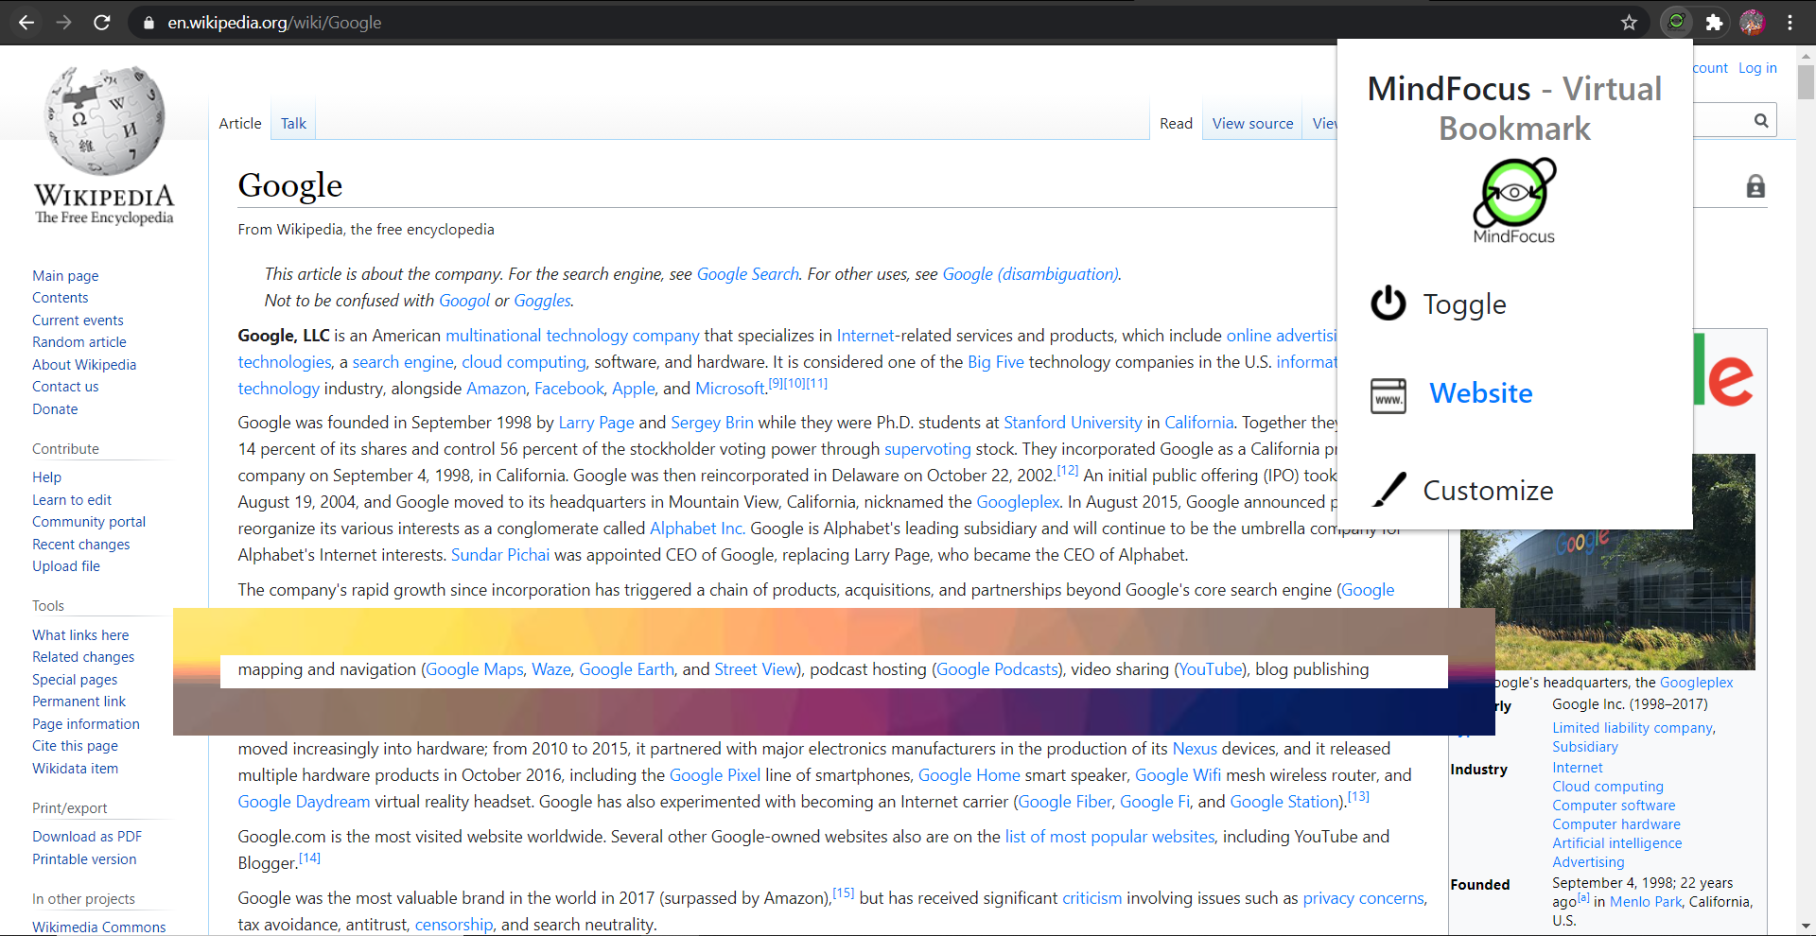 en.wikipedia.org/wiki/Google
WIKIPEDIA
The Free Encyclopedia
Main page
Contents
Current events
Random article
About Wikipedia
Contact us
Donate
Contribute
Help
Learn to edit
Community portal
Recent changes
Upload file
Tools
What links here
Related changes
Special pages
Permanent link
Page information
Cite this page
Wikidata item
Print/export
Download as PDF
Printable version
In other projects
Wikimedia Commons
Article Talk
Read View source
count Log in
Google
From Wikipedia, the free encyclopedia
This article is about the company. For the search engine, see Google Search. For other uses, see Google (disambiguation).
Not to be confused with Googol or Goggles.
Google, LLC is an American multinational technology company that specializes in Internet-related services and products, which include online advertisi
technologies, a search engine, cloud computing, software, and hardware. It is considered one of the Big Five technology companies in the U.S. informat
technology industry, alongside Amazon, Facebook, Apple, and Microsoft.[9][10][11]
Google was founded in September 1998 by Larry Page and Sergey Brin while they were Ph.D. students at Stanford University in California. Together they
14 percent of its shares and control 56 percent of the stockholder voting power through supervoting stock. They incorporated Google as a California pr
company on September 4, 1998, in California. Google was then reincorporated in Delaware on October 22, 2002.[12] An initial public offering (IPO) took
August 19, 2004, and Google moved to its headquarters in Mountain View, California, nicknamed the Googleplex. In August 2015, Google announced p
reorganize its various interests as a conglomerate called Alphabet Inc. Google is Alphabet's leading subsidiary and will continue to be the umbrella company for
Alphabet's Internet interests. Sundar Pichai was appointed CEO of Google, replacing Larry Page, who became the CEO of Alphabet.
The company's rapid growth since incorporation has triggered a chain of products, acquisitions, and partnerships beyond Google's core search engine (Google
mapping and navigation (Google Maps, Waze, Google Earth, and Street View), podcast hosting (Google Podcasts), video sharing (YouTube), blog publishing
moved increasingly into hardware; from 2010 to 2015, it partnered with major electronics manufacturers in the production of its Nexus devices, and it released
multiple hardware products in October 2016, including the Google Pixel line of smartphones, Google Home smart speaker, Google Wifi mesh wireless router, and
Google Daydream virtual reality headset. Google has also experimented with becoming an Internet carrier (Google Fiber, Google Fi, and Google Station).[13]
Google.com is the most visited website worldwide. Several other Google-owned websites also are on the list of most popular websites, including YouTube and
Blogger.[14]
Google was the most valuable brand in the world in 2017 (surpassed by Amazon),[15] but has received significant criticism involving issues such as privacy concerns,
tax avoidance, antitrust, censorship, and search neutrality.
MindFocus - Virtual
Bookmark
MindFocus
Toggle
www.
Website
Customize
le
Google
oogle's headquarters, the Googleplex
rly Google Inc. (1998–2017)
Limited liability company,
Subsidiary
Industry Internet
Cloud computing
Computer software
Computer hardware
Artificial intelligence
Advertising
Founded September 4, 1998; 22 years
ago[a] in Menlo Park, California,
U.S.